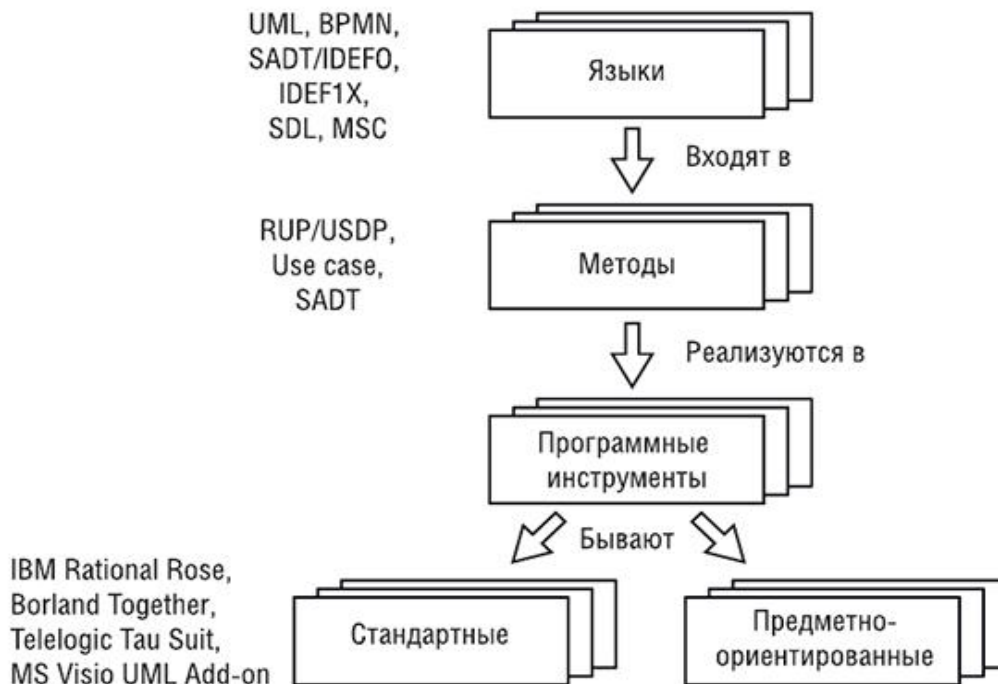 UML, BPMN,
SADT/IDEF0,
IDEF1X,
SDL, MSC
Языки
Входят в
RUP/USDP,
Use case,
SADT
Методы
Реализуются в
Программные
инструменты
Бывают
IBM Rational Rose,
Borland Together,
Telelogic Tau Suit,
MS Visio UML Add-on
Стандартные
Предметно-
ориентированные